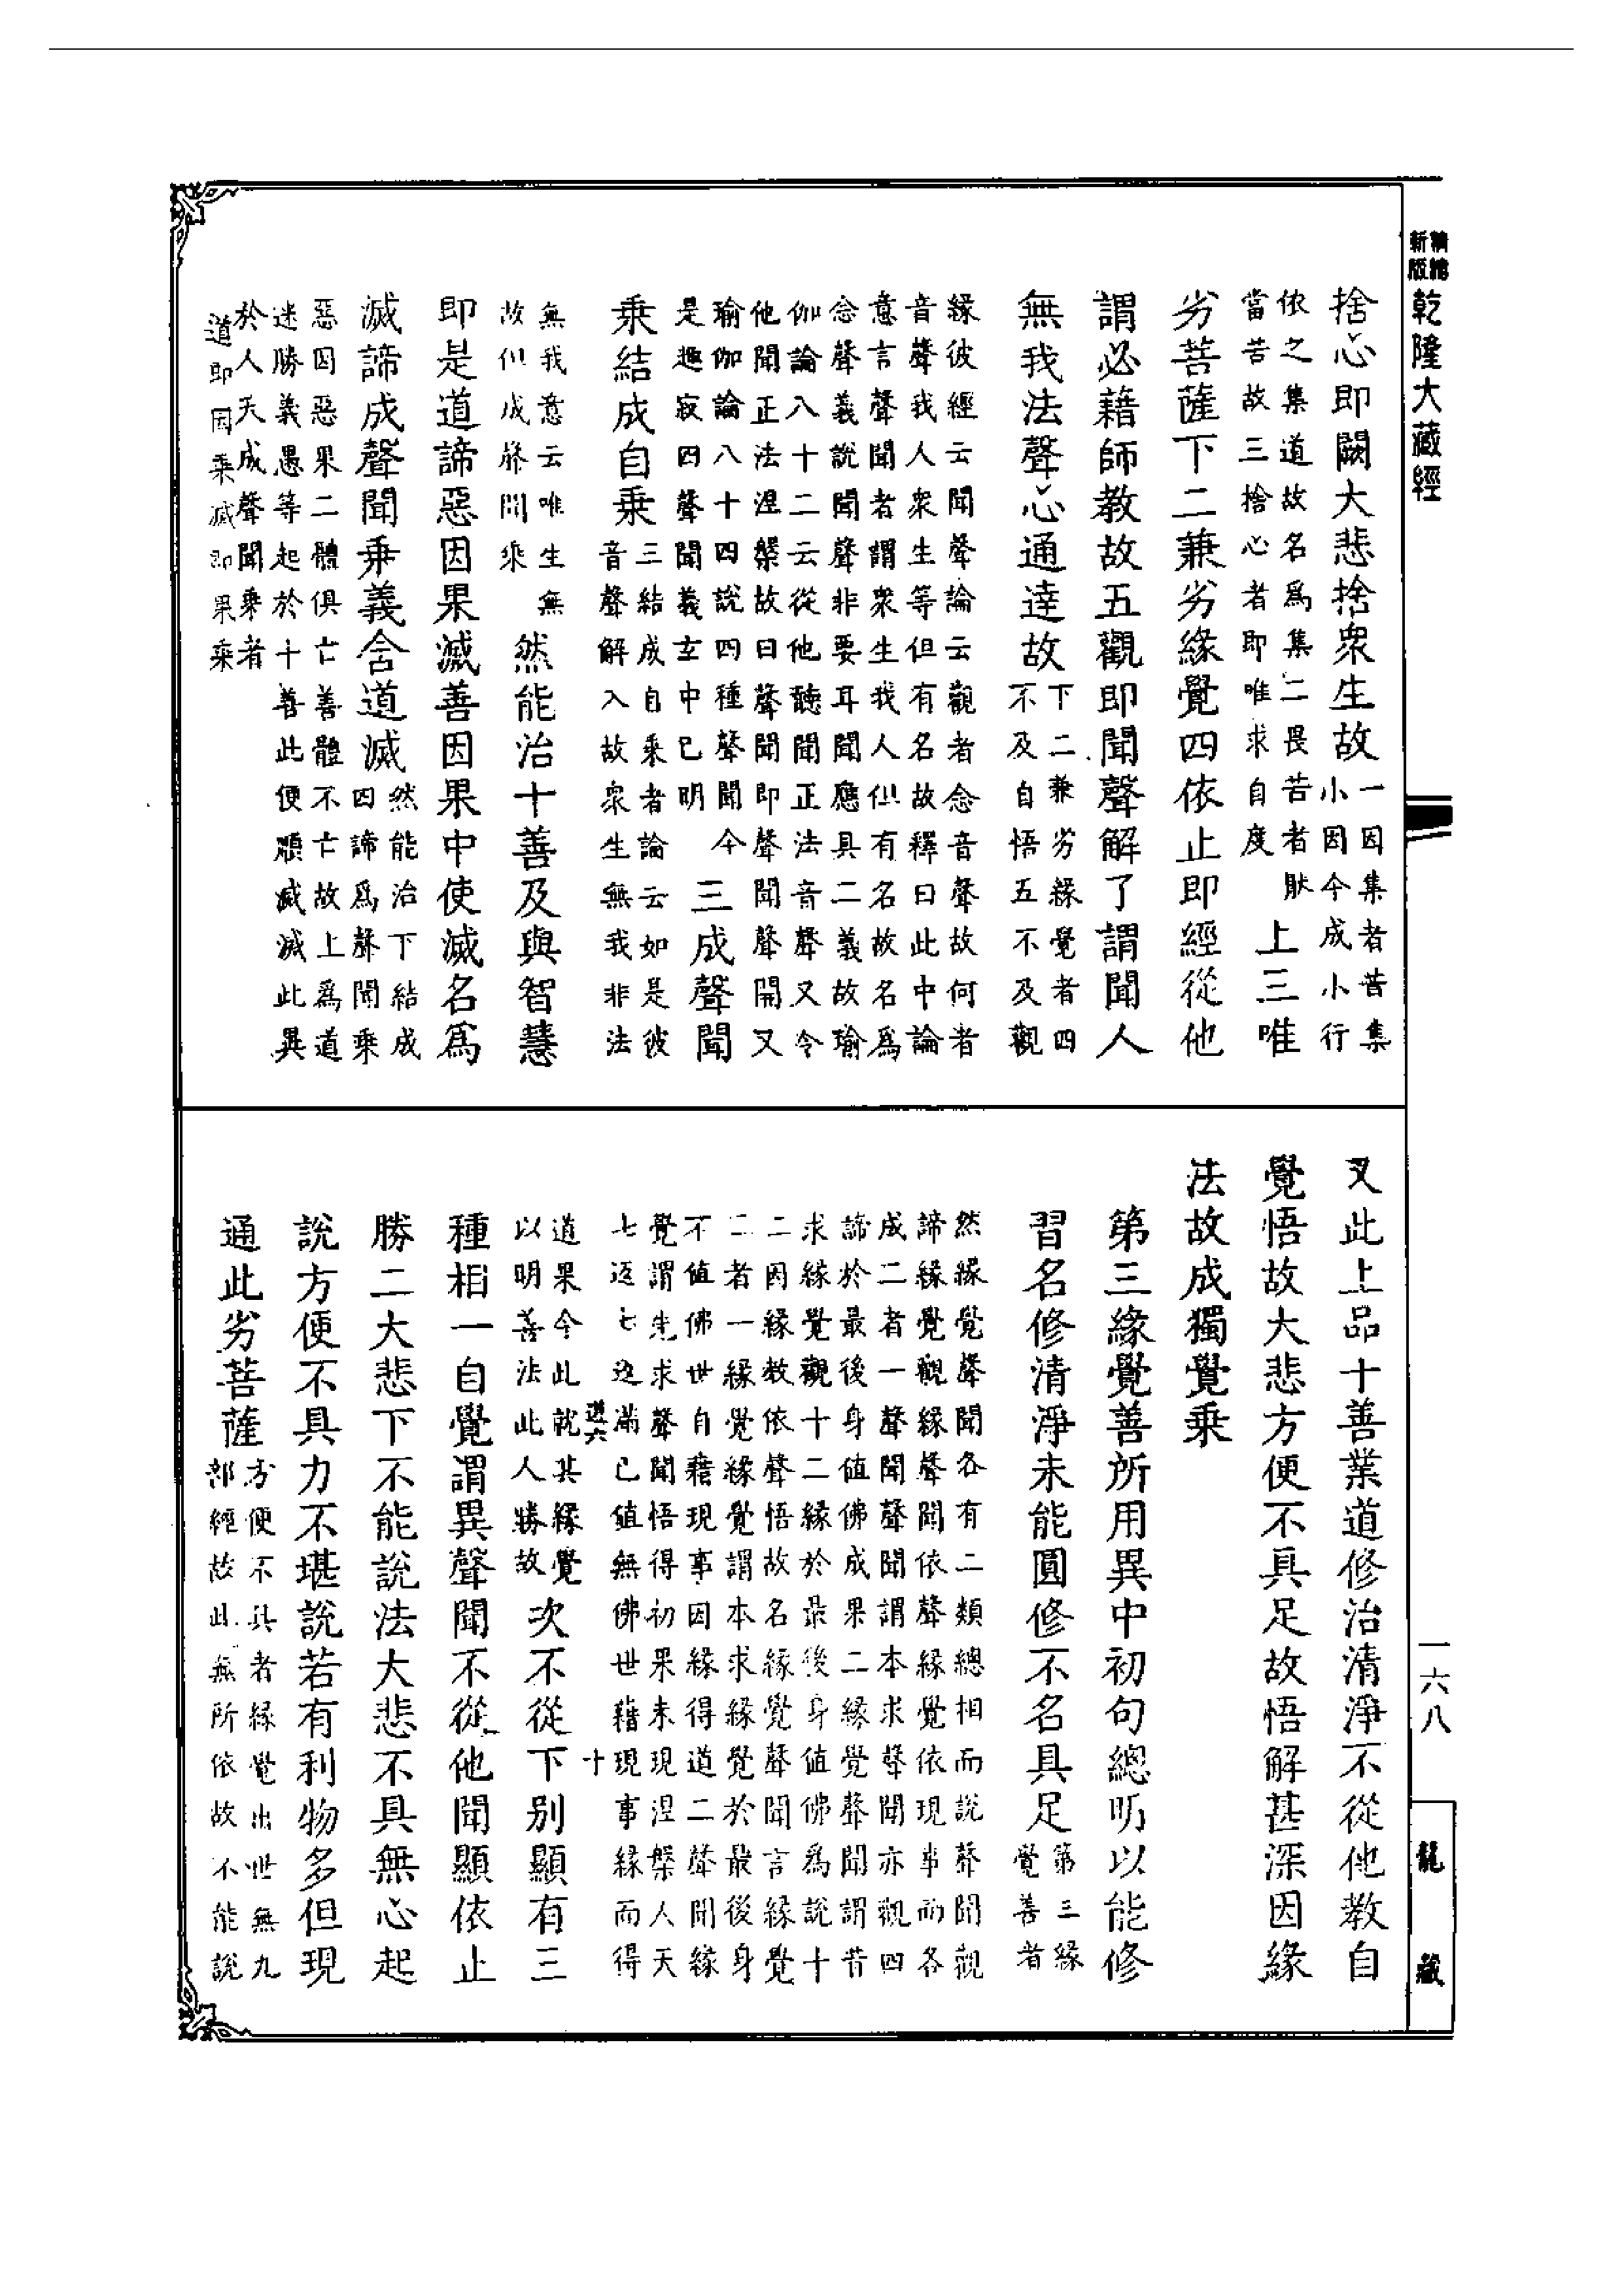 精縮新版乾隆大藏經
捨心即闕大悲捨衆生故一因集者苦集小因今成小行
依之集道故名爲集二畏苦者猒當苦故三捨心者即唯求自度上三唯
劣菩薩下二兼劣緣覺四依止即經從他
謂必藉師教故五觀即聞聲解了謂聞人
無我法聲心通達故下二兼劣緣覺者四不及自悟五不及觀
緣彼經云聞聲論云觀者念音聲故何者
音聲我人衆生等但有名故釋曰此中論
意言聲聞者謂衆生我人但有名故名爲
念聲義說聞聲非要耳聞應具二義故瑜
伽論八十二云從他聽聞正法音聲又令
他聞正法涅槃故曰聲聞即聲聞聲聞又
瑜伽論八十四說四種聲聞今
是趣寂四聲聞義玄中已明三成聲聞
乘結成自乘三結成自乘者論云如是彼音聲解入故衆生無我非法
無我意云唯生無故但成聲聞乘然能治十善及與智慧
即是道諦惡因果滅善因果中使滅名爲
滅諦成聲聞乘義含道滅然能治下結成四諦爲聲聞乘
惡因惡果二體俱亡善體不亡故上爲道
迷勝義愚等起於十善此便順滅滅此異
於人天成聲聞乘者
道即因乘滅即果乘
又此上品十善業道修治清淨不從他教自
覺悟故大悲方便不具足故悟解甚深因緣
法故成獨覺乘
第三緣覺善所用異中初句總明以能修
習名修清淨未能圓修不名具足第三緣覺善者
然緣覺聲聞各有二類總相而說聲聞觀
諦緣覺觀緣聲聞依聲緣覺依現事而各
成二者一聲聞聲聞謂本求聲聞亦觀四
諦於最後身值佛成果二緣覺聲聞謂昔
求緣覺觀十二緣於最後身值佛爲說十
二因緣教依聲悟故名緣覺聲聞言緣覺
二者一緣覺緣覺謂本求緣覺於最後身
不值佛世自藉現事因緣得道二聲聞緣
覺謂先求聲聞悟得初果未現涅槃人天
七返七返滿已值無佛世藉現事緣而得
道六
十
道果今此就其緣覺以明善法此人勝故次不從下别顯有三
種相一自覺謂異聲聞不從他聞顯依止
勝二大悲下不能說法大悲不具無心起
說方便不具力不堪說若有利物多但現
通此劣菩薩方便不具者緣覺出世無九部經故此無所依故不能說
一六八
龍藏